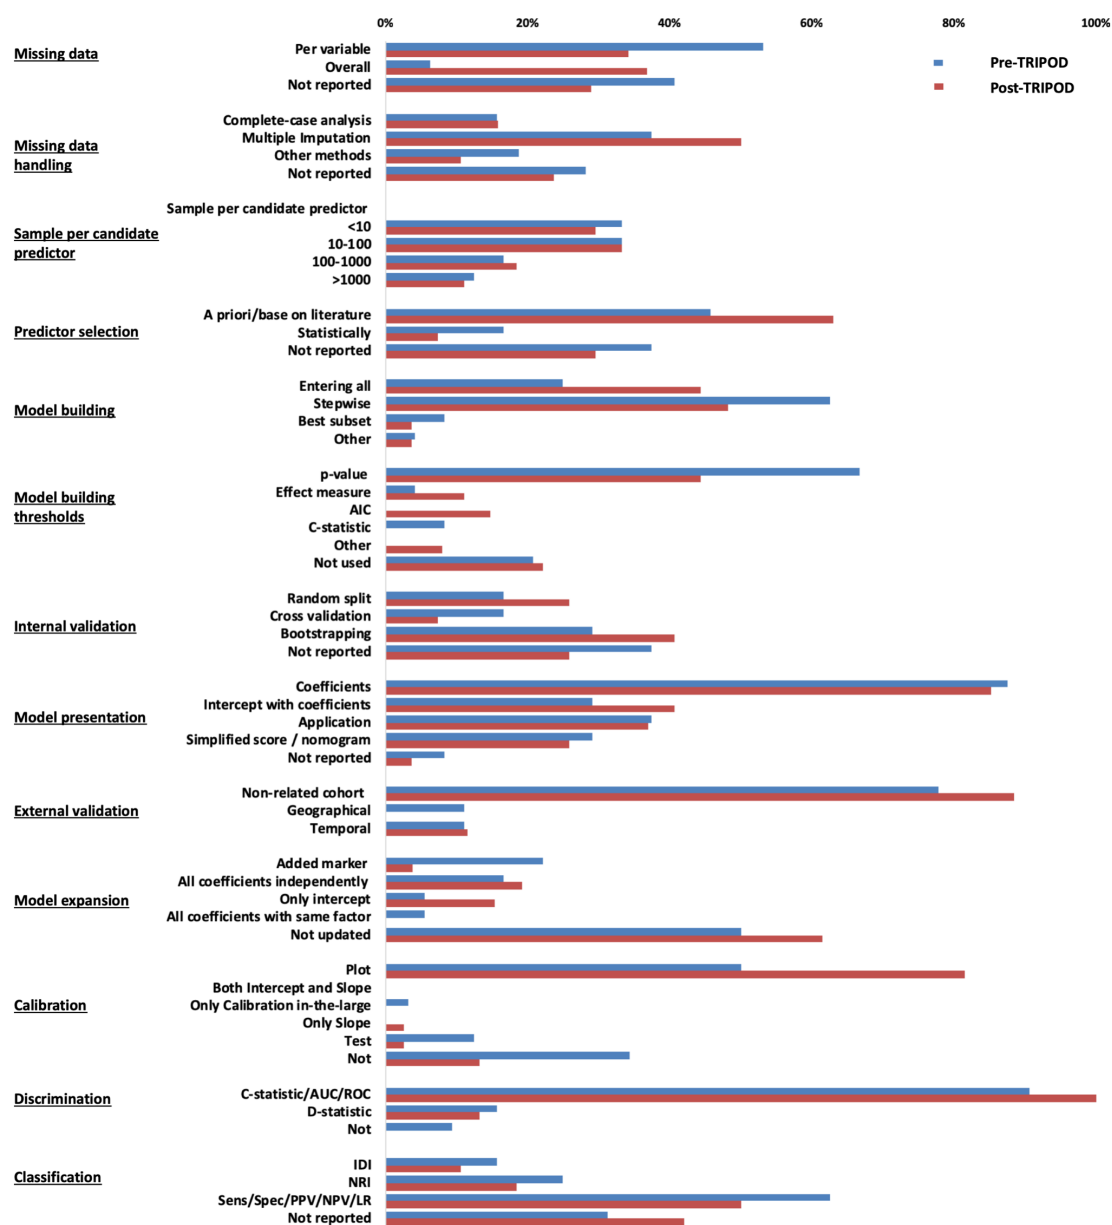 0% 20% 40% 60% 80% 100%
Missing data
Per variable
Overall
Not reported
Pre-TRIPOD
Post-TRIPOD
Missing data
handling
Complete-case analysis
Multiple Imputation
Other methods
Not reported
Sample per candidate
predictor
Sample per candidate predictor
<10
10-100
100-1000
>1000
Predictor selection
A priori/base on literature
Statistically
Not reported
Model building
Entering all
Stepwise
Best subset
Other
Model building
thresholds
p-value
Effect measure
AIC
C-statistic
Other
Not used
Internal validation
Random split
Cross validation
Bootstrapping
Not reported
Model presentation
Coefficients
Intercept with coefficients
Application
Simplified score / nomogram
Not reported
External validation
Non-related cohort
Geographical
Temporal
Model expansion
Added marker
All coefficients independently
Only intercept
All coefficients with same factor
Not updated
Calibration
Plot
Both Intercept and Slope
Only Calibration in-the-large
Only Slope
Test
Not
Discrimination
C-statistic/AUC/ROC
D-statistic
Not
Classification
IDI
NRI
Sens/Spec/PPV/NPV/LR
Not reported